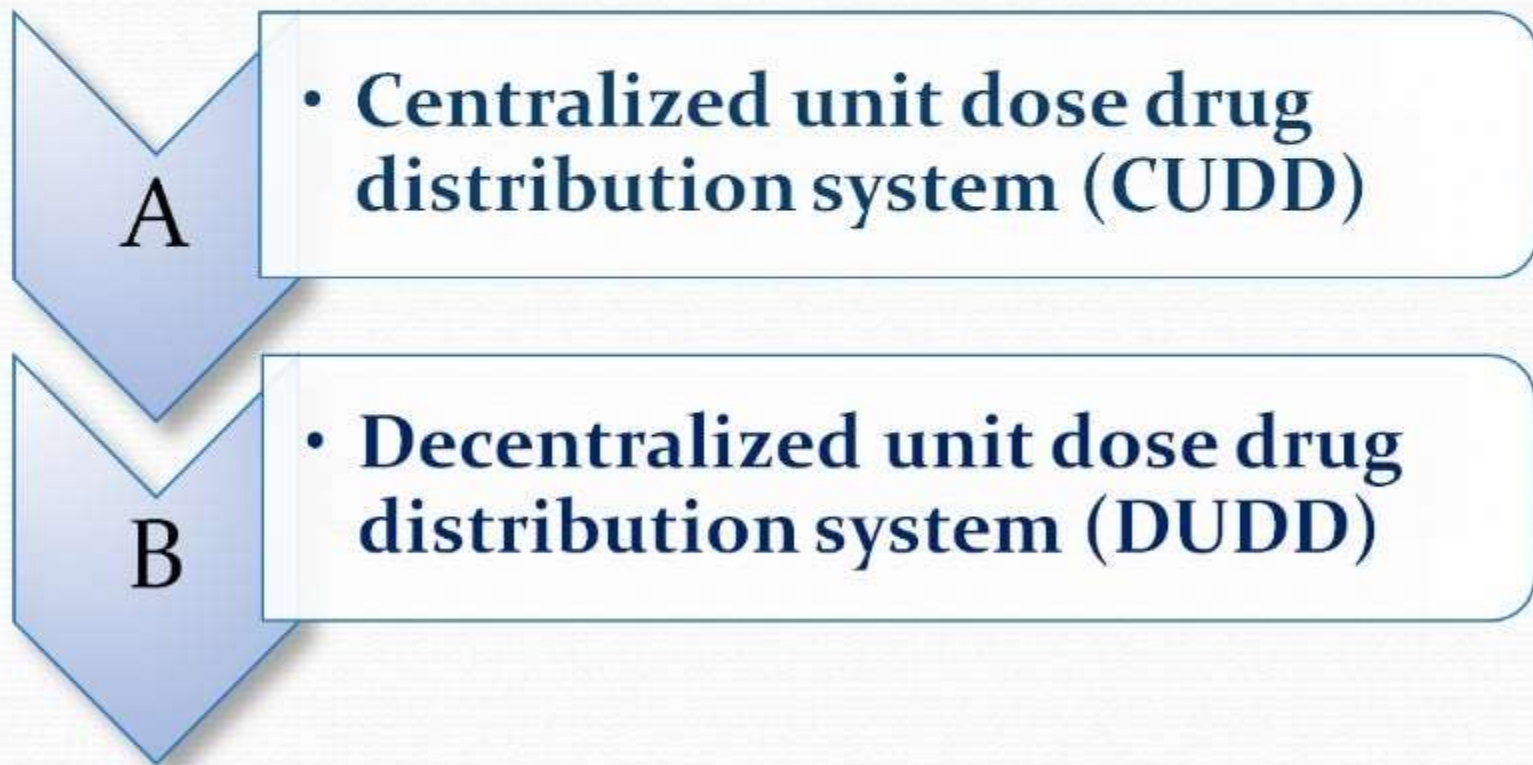 A
• Centralized unit dose drug
distribution system (CUDD)
B
• Decentralized unit dose drug
distribution system (DUDD)